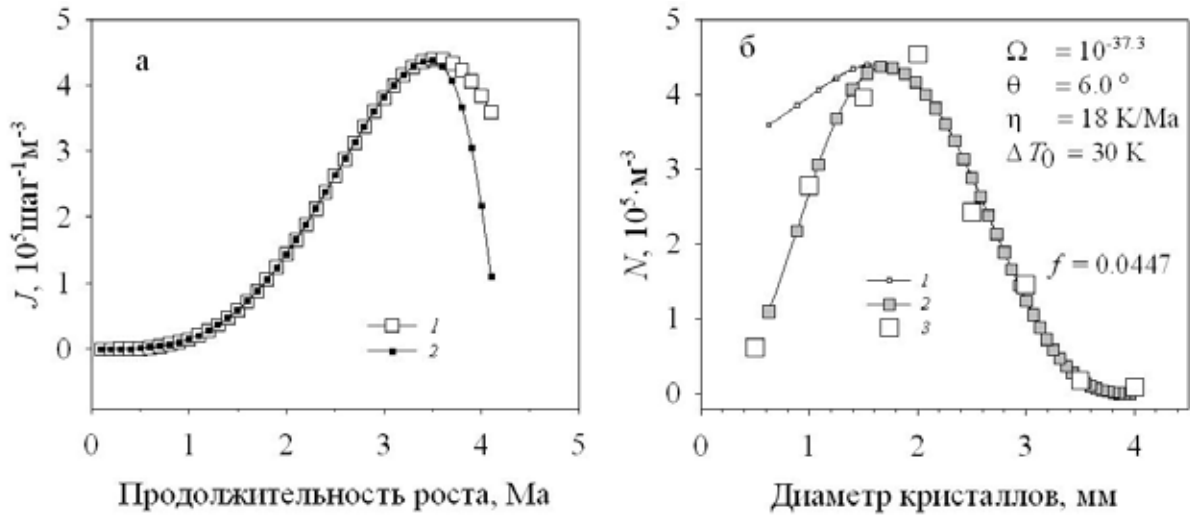 а
J, 10⁵шаг⁻¹м⁻³
5
4
3
2
1
0
1
2
0 1 2 3 4 5
Продолжительность роста, Ма
б
N, 10⁵·м⁻³
5
4
3
2
1
0
Ω = 10⁻³⁷·³
θ = 6.0 °
η = 18 K/Ma
Δ T₀ = 30 K
f = 0.0447
1
2
3
0 1 2 3 4
Диаметр кристаллов, мм